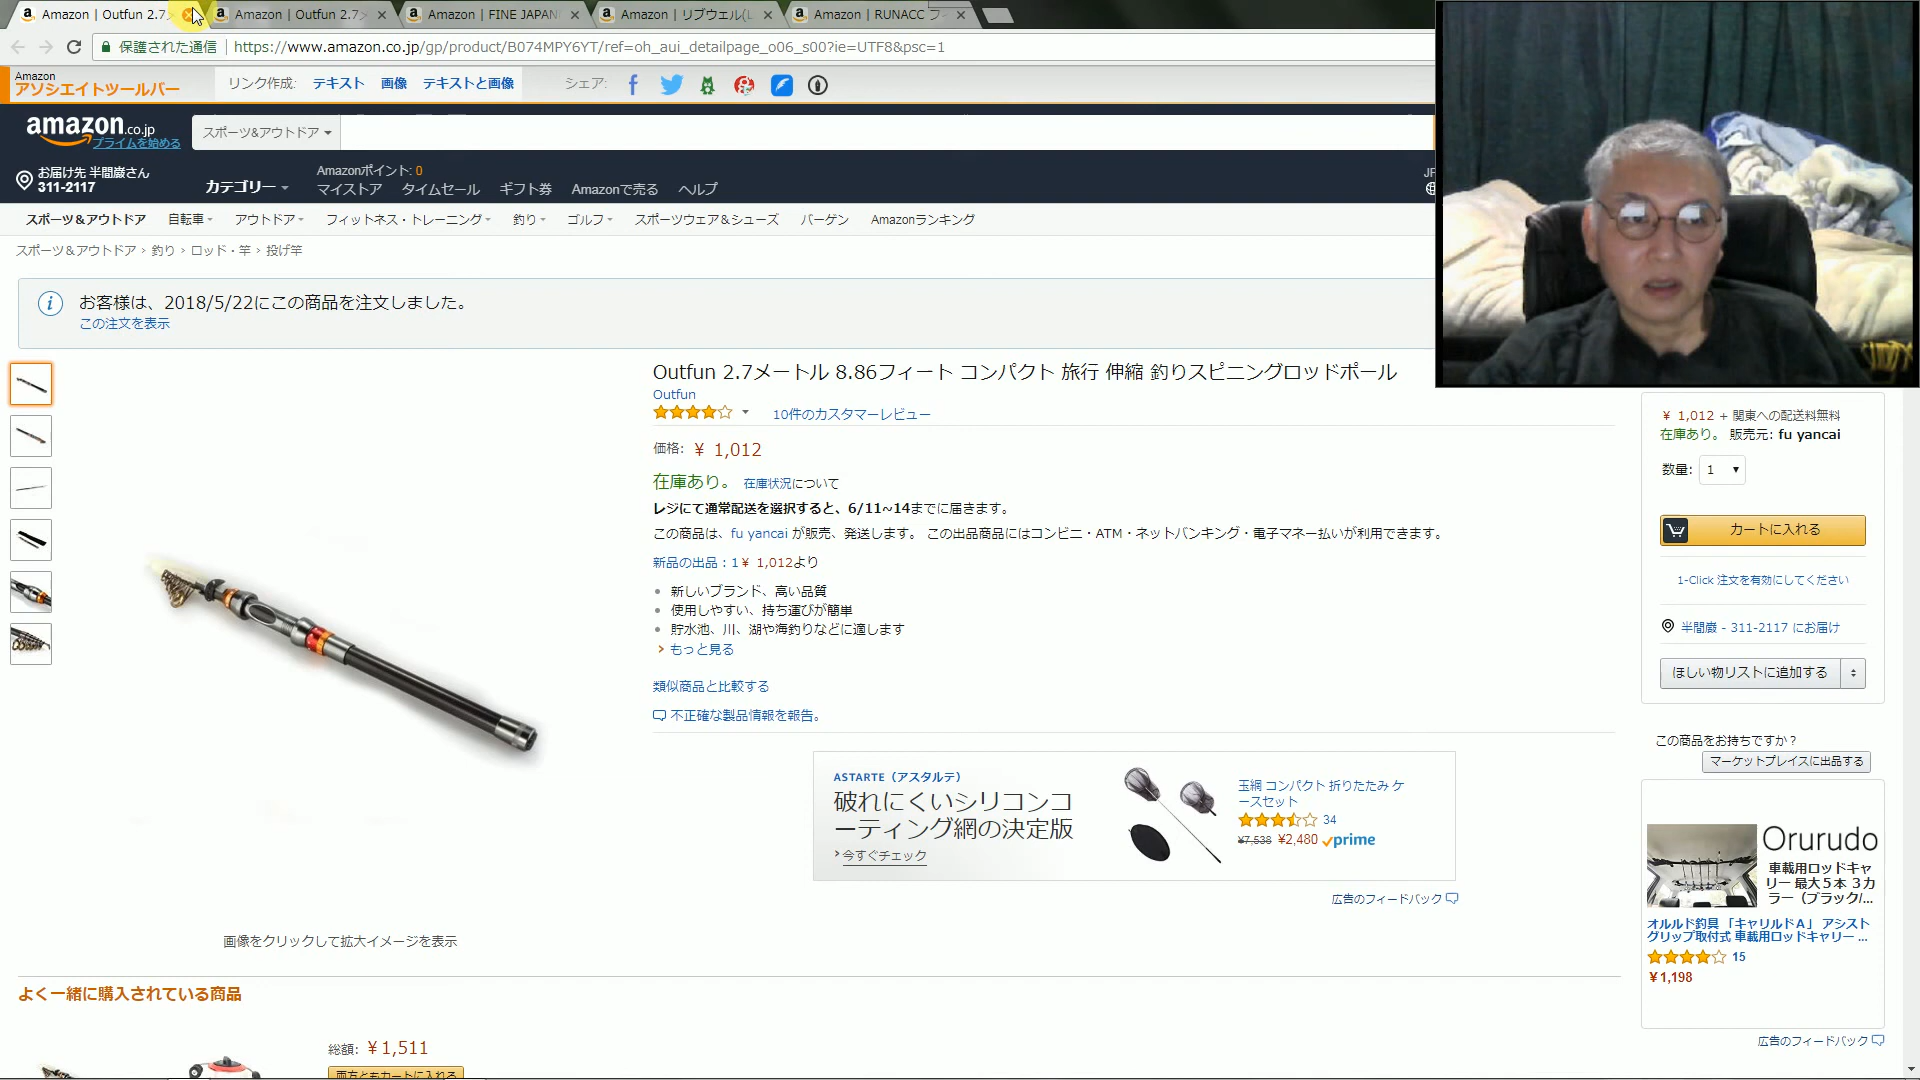 Amazon | Outfun 2.7
Amazon | Outfun 2.7
Amazon | FINE JAPAN
Amazon | リブウェル(L
Amazon | RUNACC フ
保護された通信
https://www.amazon.co.jp/gp/product/B074MPY6YT/ref=oh_aui_detailpage_o06_s00?ie=UTF8&psc=1
Amazon
アソシエイトツールバー
リンク作成: テキスト 画像 テキストと画像 シェア:
amazon.co.jp
プライムを始める
スポーツ&アウトドア
お届け先 半間巌さん
311-2117
カテゴリー
Amazonポイント: 0
マイストア タイムセール ギフト券 Amazonで売る ヘルプ
JP
スポーツ&アウトドア 自転車 アウトドア フィットネス・トレーニング 釣り ゴルフ スポーツウェア&シューズ バーゲン Amazonランキング
スポーツ&アウトドア › 釣り › ロッド・竿 › 投げ竿
お客様は、2018/5/22にこの商品を注文しました。
この注文を表示
Outfun 2.7メートル 8.86フィート コンパクト 旅行 伸縮 釣りスピニングロッドポール
Outfun
10件のカスタマーレビュー
価格: ¥ 1,012
在庫あり。 在庫状況について
レジにて通常配送を選択すると、6/11~14までに届きます。
この商品は、fu yancai が販売、発送します。 この出品商品にはコンビニ・ATM・ネットバンキング・電子マネー払いが利用できます。
新品の出品：1¥ 1,012より
新しいブランド、高い品質
使用しやすい、持ち運びが簡単
貯水池、川、湖や海釣りなどに適します
› もっと見る
類似商品と比較する
不正確な製品情報を報告。
ASTARTE（アスタルテ）
破れにくいシリコンコ
ーティング網の決定版
› 今すぐチェック
玉網 コンパクト 折りたたみ ケ
ースセット
34
¥7,538 ¥2,480 prime
広告のフィードバック
画像をクリックして拡大イメージを表示
よく一緒に購入されている商品
総額: ¥1,511
両方ともカートに入れる
¥ 1,012 + 関東への配送料無料
在庫あり。 販売元: fu yancai
数量: 1
カートに入れる
1-Click 注文を有効にしてください
半間巌 - 311-2117 にお届け
ほしい物リストに追加する
この商品をお持ちですか？
マーケットプレイスに出品する
Orurudo
車載用ロッドキャ
リー 最大５本 ３カ
ラー（ブラック/...
オルルド釣具 「キャリルドＡ」 アシスト
グリップ取付式 車載用ロッドキャリー ...
15
¥1,198
広告のフィードバック